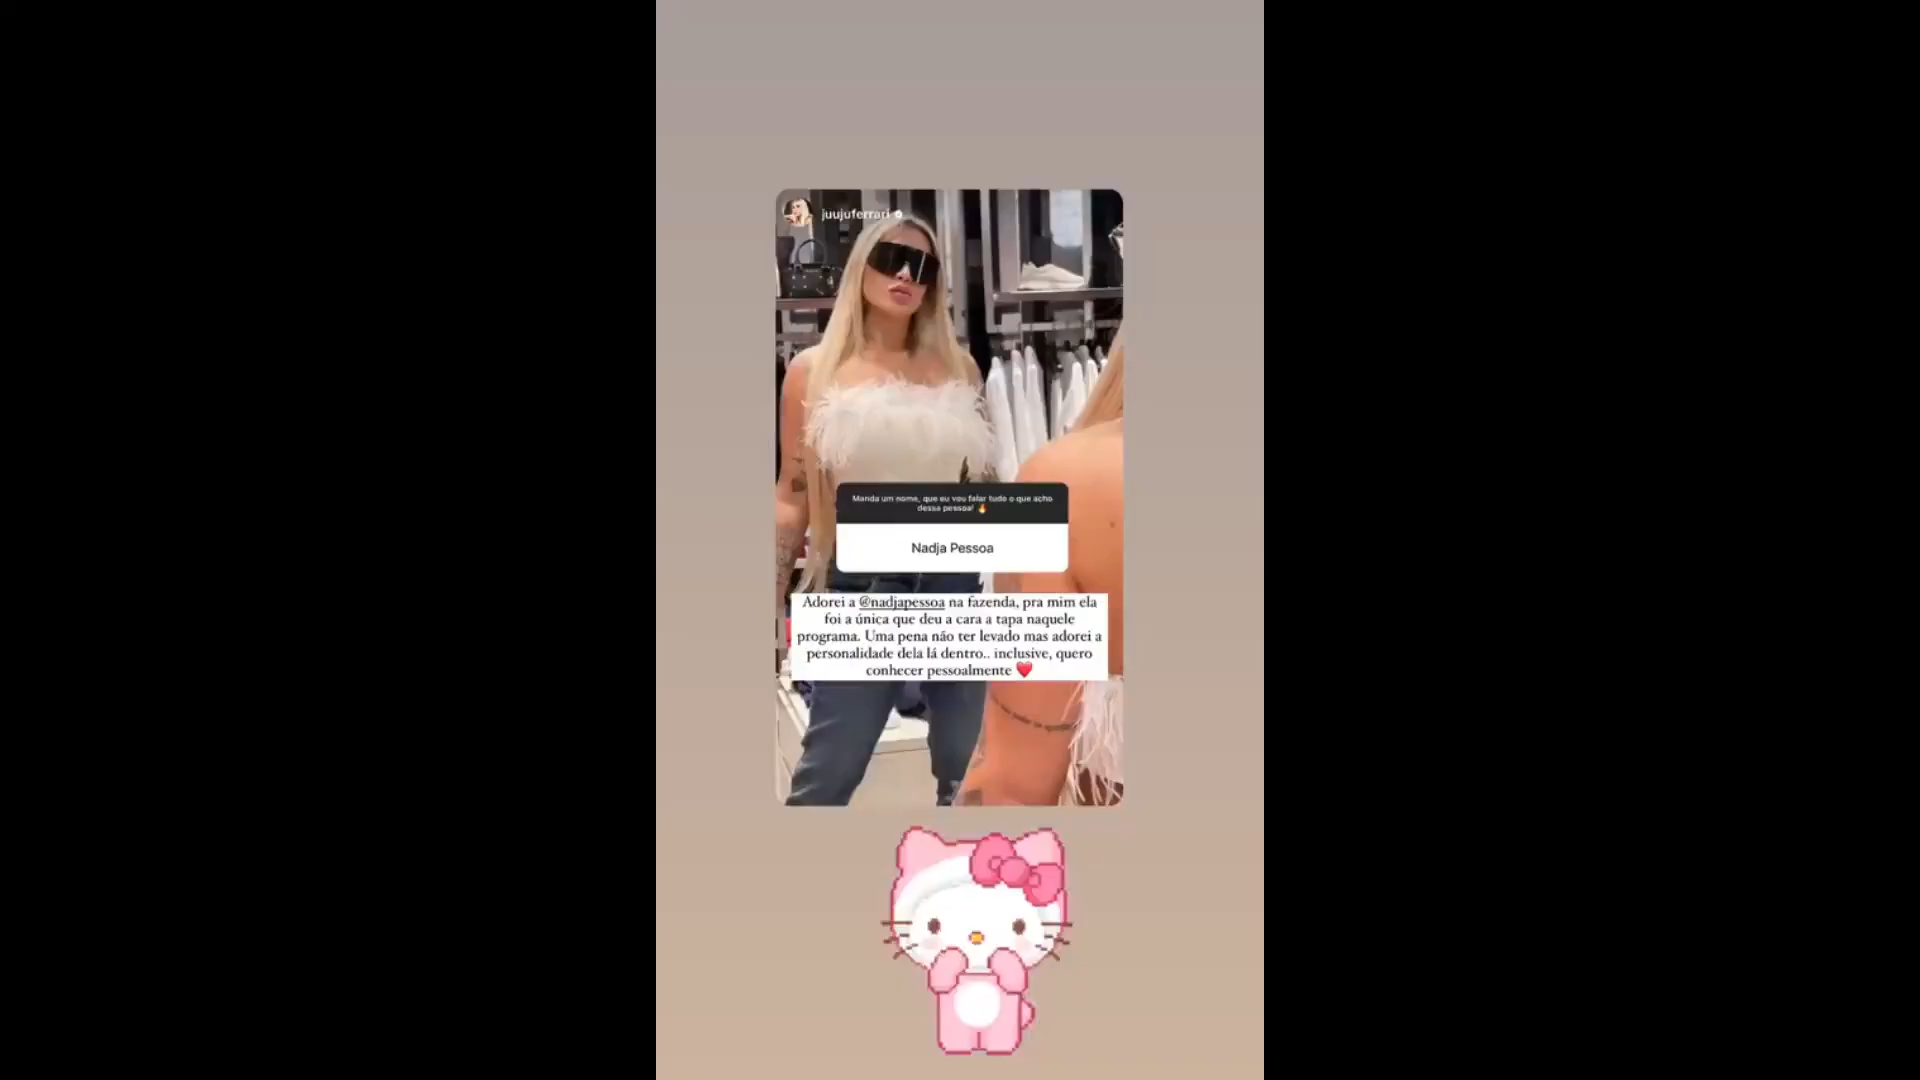 juujuferrari
Manda um nome, que eu vou falar tudo o que acho
dessa pessoa! 🔥
Nadja Pessoa
Adorei a @nadjapessoa na fazenda, pra mim ela
foi a única que deu a cara a tapa naquele
programa. Uma pena não ter levado mas adorei a
personalidade dela lá dentro.. inclusive, quero
conhecer pessoalmente ❤️